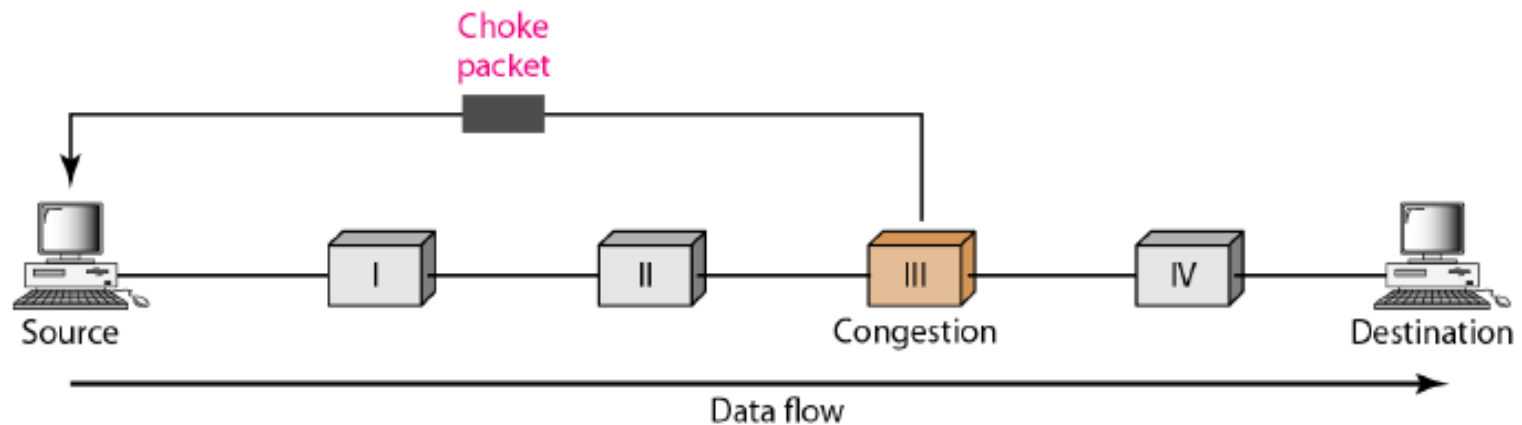 Choke
packet
I
II
III
IV
Source
Congestion
Destination
Data flow